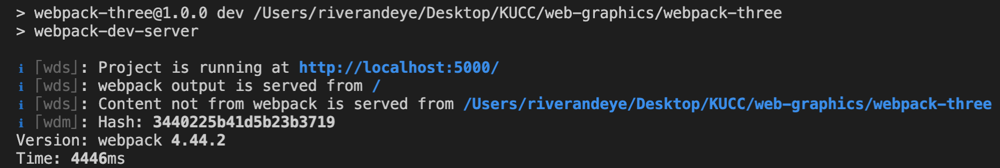 > webpack-three@1.0.0 dev /Users/riverandeye/Desktop/KUCC/web-graphics/webpack-three
> webpack-dev-server
ℹ ｢wds｣: Project is running at http://localhost:5000/
ℹ ｢wds｣: webpack output is served from /
ℹ ｢wds｣: Content not from webpack is served from /Users/riverandeye/Desktop/KUCC/web-graphics/webpack-three
ℹ ｢wdm｣: Hash: 3440225b41d5b23b3719
Version: webpack 4.44.2
Time: 4446ms